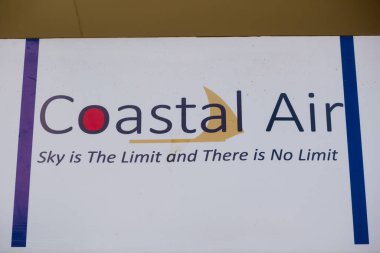 Coastal Air
Sky is The Limit and There is No Limit